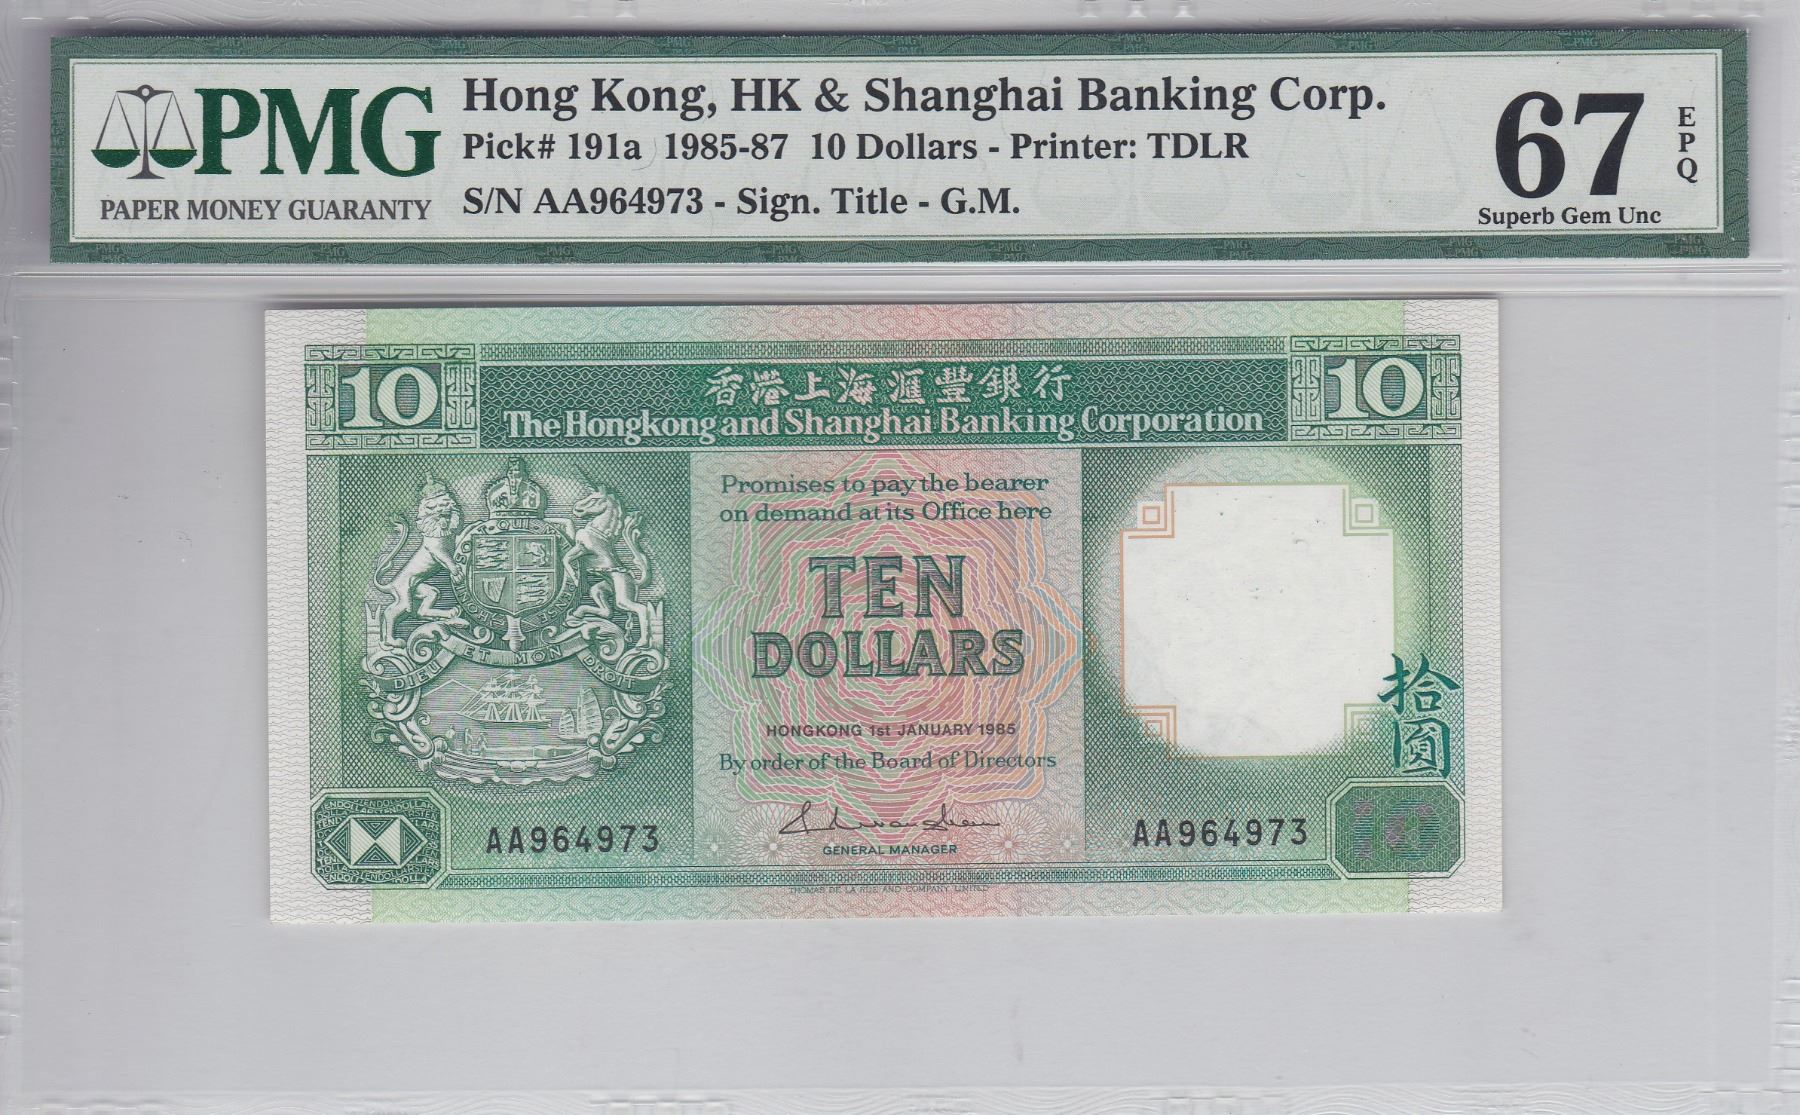 PMG
PAPER MONEY GUARANTY
Hong Kong, HK & Shanghai Banking Corp.
Pick# 191a 1985-87 10 Dollars - Printer: TDLR
S/N AA964973 - Sign. Title - G.M.
67
EPQ
Superb Gem Unc
10
香港上海滙豐銀行
The Hongkong and Shanghai Banking Corporation
10
Promises to pay the bearer
on demand at its Office here
TEN
DOLLARS
DIEU ET MON DROIT
HONGKONG 1st JANUARY 1985
By order of the Board of Directors
拾圓
AA964973
GENERAL MANAGER
AA964973
THOMAS DE LA RUE AND COMPANY LIMITED